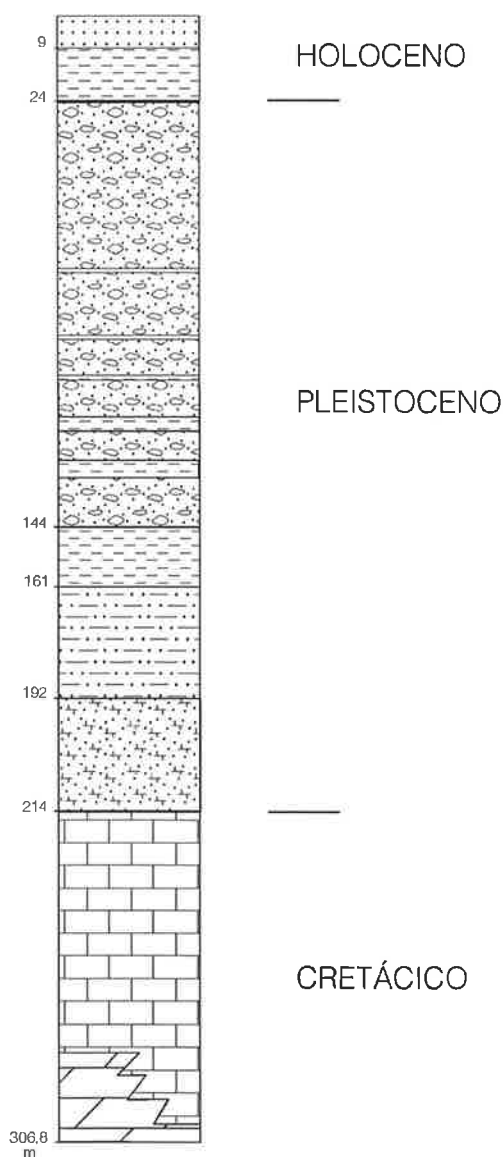 9
HOLOCENO
24
PLEISTOCENO
144
161
192
214
CRETÁCICO
306,8
m